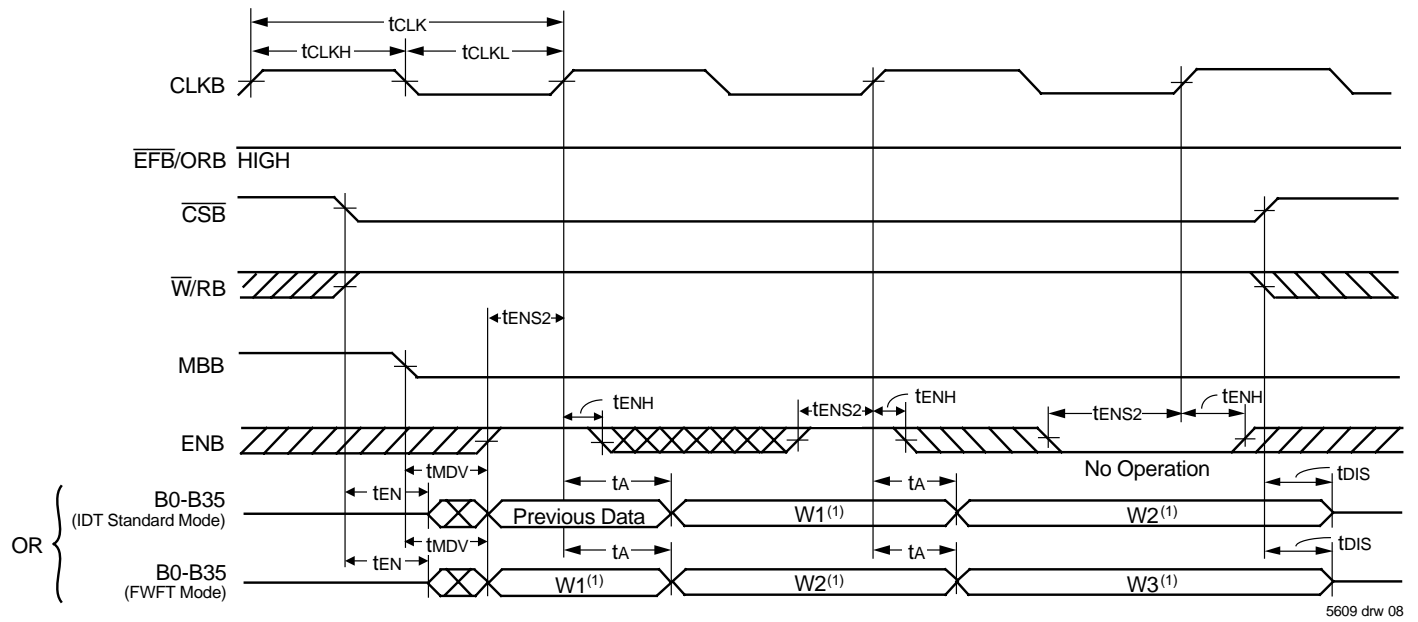 tCLK
tCLKH tCLKL
CLKB
EFB/ORB HIGH
CSB
W/RB
tENS2
MBB
tENH tENS2 tENH tENS2 tENH
ENB
No Operation
tMDV
tEN tA tA tDIS
B0-B35
(IDT Standard Mode)
Previous Data W1(1) W2(1)
OR
tMDV
tEN tA tA tDIS
B0-B35
(FWFT Mode)
W1(1) W2(1) W3(1)
5609 drw 08